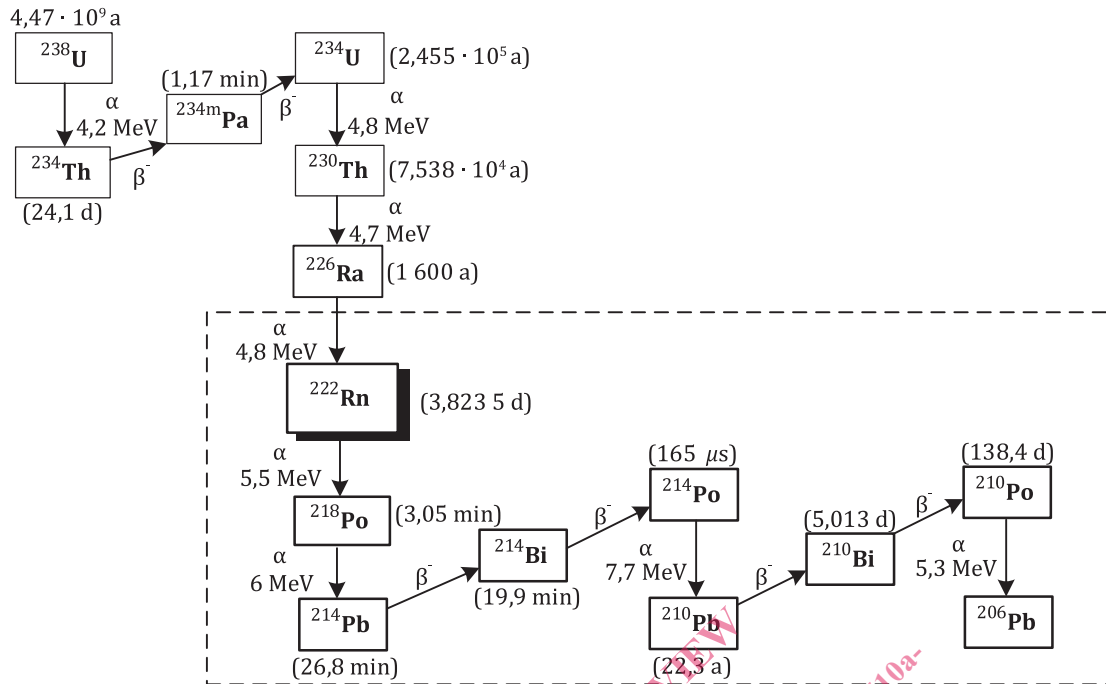 4,47 · 10⁹ a
²³⁸U
α
4,2 MeV
²³⁴Th
(24,1 d)
β⁻
(1,17 min)
²³⁴ᵐPa
β⁻
²³⁴U
(2,455 · 10⁵ a)
α
4,8 MeV
²³⁰Th
(7,538 · 10⁴ a)
α
4,7 MeV
²²⁶Ra
(1 600 a)
α
4,8 MeV
²²²Rn
(3,823 5 d)
α
5,5 MeV
²¹⁸Po
(3,05 min)
α
6 MeV
²¹⁴Pb
(26,8 min)
β⁻
²¹⁴Bi
(19,9 min)
β⁻
(165 μs)
²¹⁴Po
α
7,7 MeV
²¹⁰Pb
(22,3 a)
β⁻
(5,013 d)
²¹⁰Bi
β⁻
(138,4 d)
²¹⁰Po
α
5,3 MeV
²⁰⁶Pb